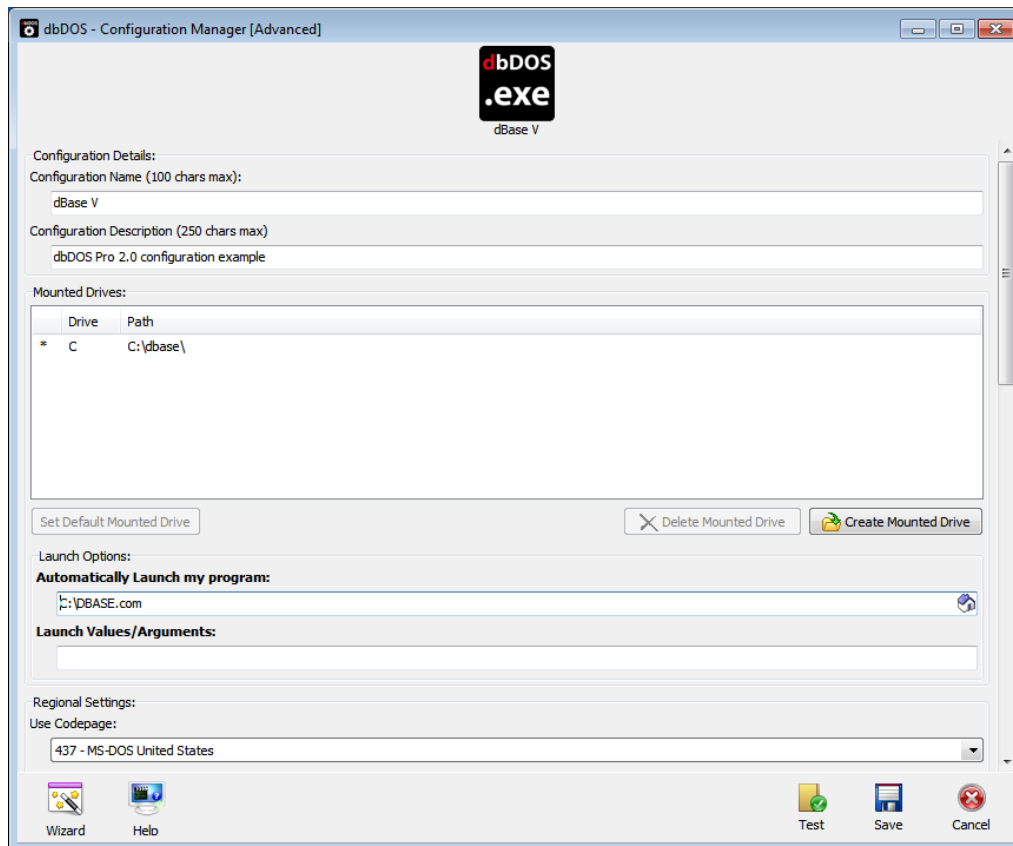 dbDOS - Configuration Manager [Advanced]
dbDOS
.exe
dBase V
Configuration Details:
Configuration Name (100 chars max):
dBase V
Configuration Description (250 chars max)
dbDOS Pro 2.0 configuration example
Mounted Drives:
Drive Path
* C C:\dbase\
Set Default Mounted Drive Delete Mounted Drive Create Mounted Drive
Launch Options:
Automatically Launch my program:
C:\DBASE.com
Launch Values/Arguments:
Regional Settings:
Use Codepage:
437 - MS-DOS United States
Wizard Help Test Save Cancel